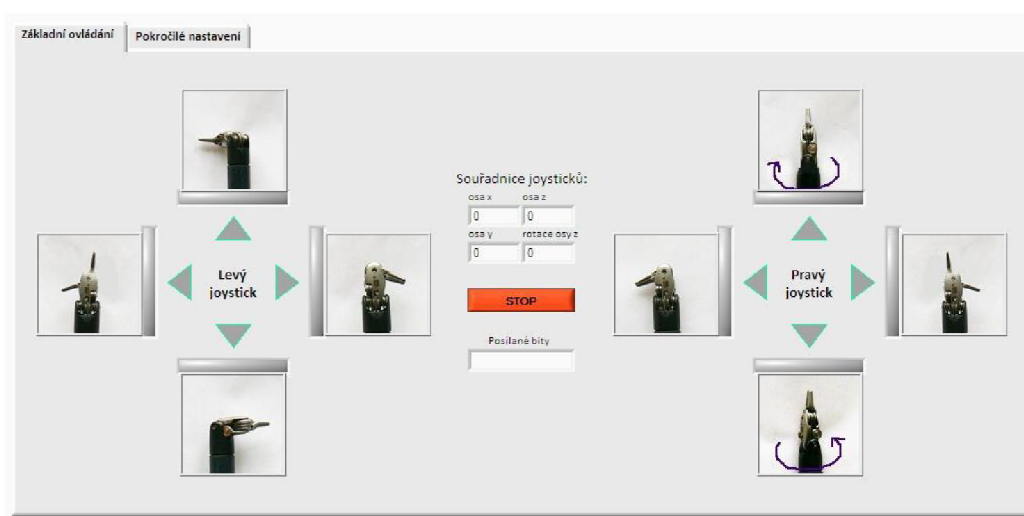 Základní ovládání
Pokročilé nastavení
Souřadnice joysticků:
osa x
osa z
0
0
osa y
rotace osy z
0
0
Levý
joystick
STOP
Posílané bity
Pravý
joystick